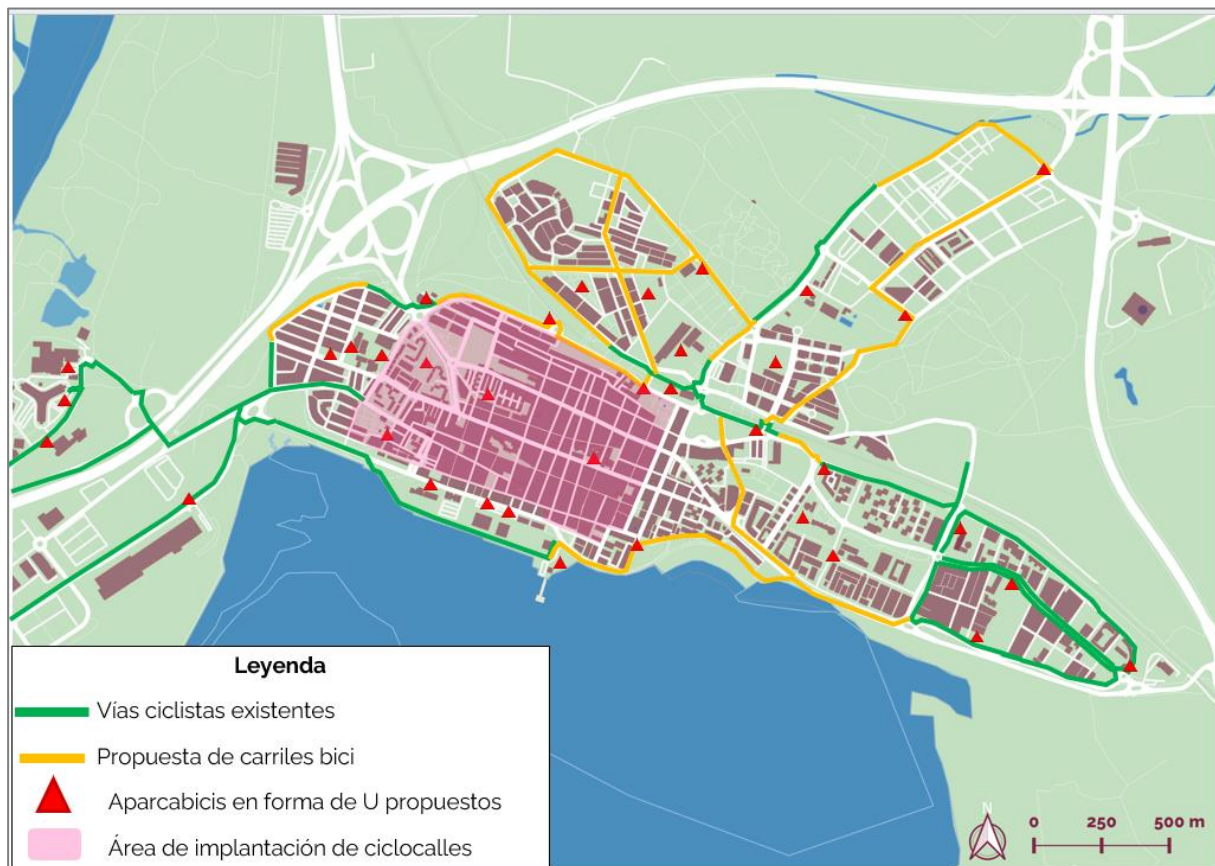 Leyenda
Vías ciclistas existentes
Propuesta de carriles bici
Aparcabicis en forma de U propuestos
Área de implantación de ciclocalles
N
0 250 500 m